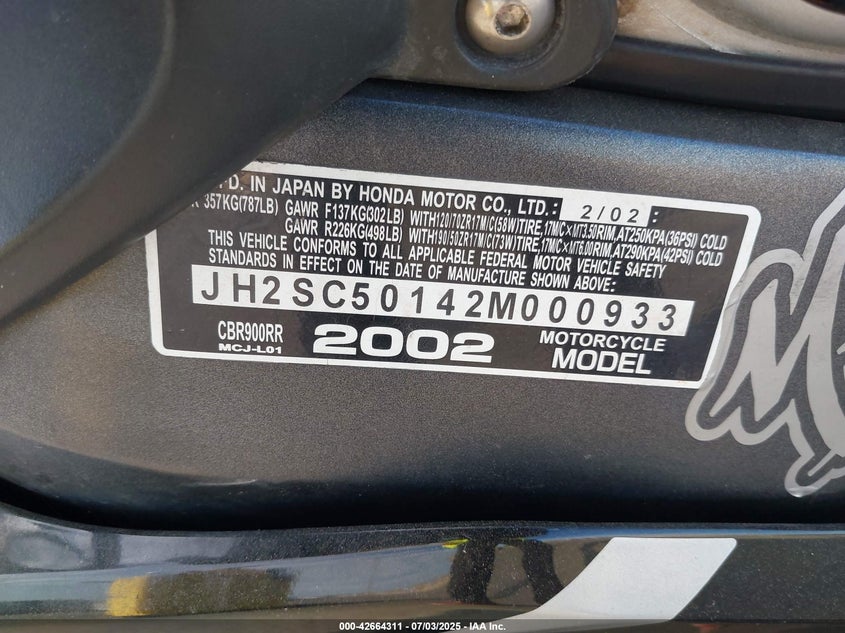 FD. IN JAPAN BY HONDA MOTOR CO., LTD.: 2/02 :
357KG(787LB) GAWR F137KG(302LB) WITH120/70ZR17M/C(58W)TIRE,17M/C×MT3.50RIM,AT250KPA(36PSI) COLD
GAWR R226KG(498LB) WITH190/50ZR17M/C(73W)TIRE,17M/C×MT6.00RIM,AT290KPA(42PSI) COLD
THIS VEHICLE CONFORMS TO ALL APPLICABLE FEDERAL MOTOR VEHICLE SAFETY
STANDARDS IN EFFECT ON THE DATE OF MANUFACTURE SHOWN ABOVE:
JH2SC50142M000933
CBR900RR
MCJ-L01
2002
MOTORCYCLE
MODEL
000-42664311 - 07/03/2025 - IAA Inc.